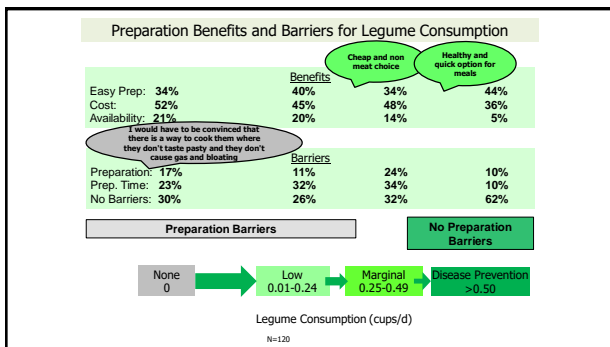 Preparation Benefits and Barriers for Legume Consumption
Cheap and non
meat choice
Healthy and
quick option for
meals
Benefits
Easy Prep: 34% 40% 34% 44%
Cost: 52% 45% 48% 36%
Availability: 21% 20% 14% 5%
I would have to be convinced that
there is a way to cook them where
they don't taste pasty and they don't
cause gas and bloating
Barriers
Preparation: 17% 11% 24% 10%
Prep. Time: 23% 32% 34% 10%
No Barriers: 30% 26% 32% 62%
Preparation Barriers
No Preparation
Barriers
None
0
Low
0.01-0.24
Marginal
0.25-0.49
Disease Prevention
>0.50
Legume Consumption (cups/d)
N=120